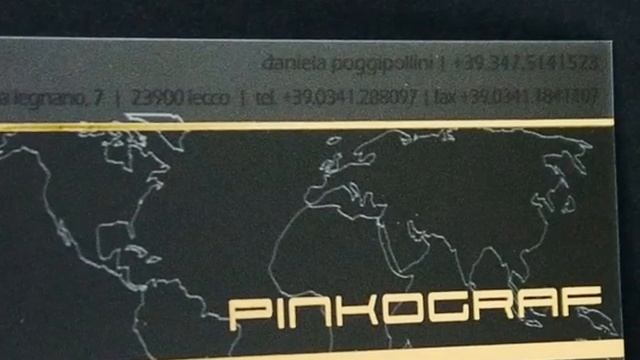 daniela poggipollini | +39.347.5141523
a legnano, 7 | 23900 lecco | tel. +39.0341.288097 | fax +39.0341.1841107
PINKOGRAF